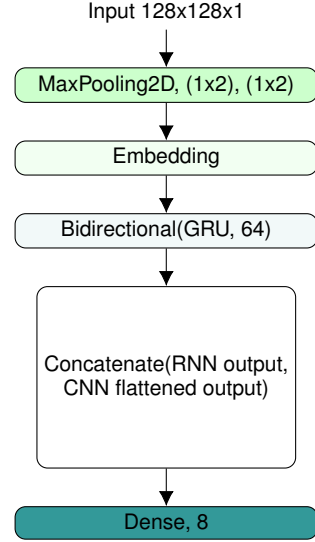 Input 128x128x1
MaxPooling2D, (1x2), (1x2)
Embedding
Bidirectional(GRU, 64)
Concatenate(RNN output,
CNN flattened output)
Dense, 8